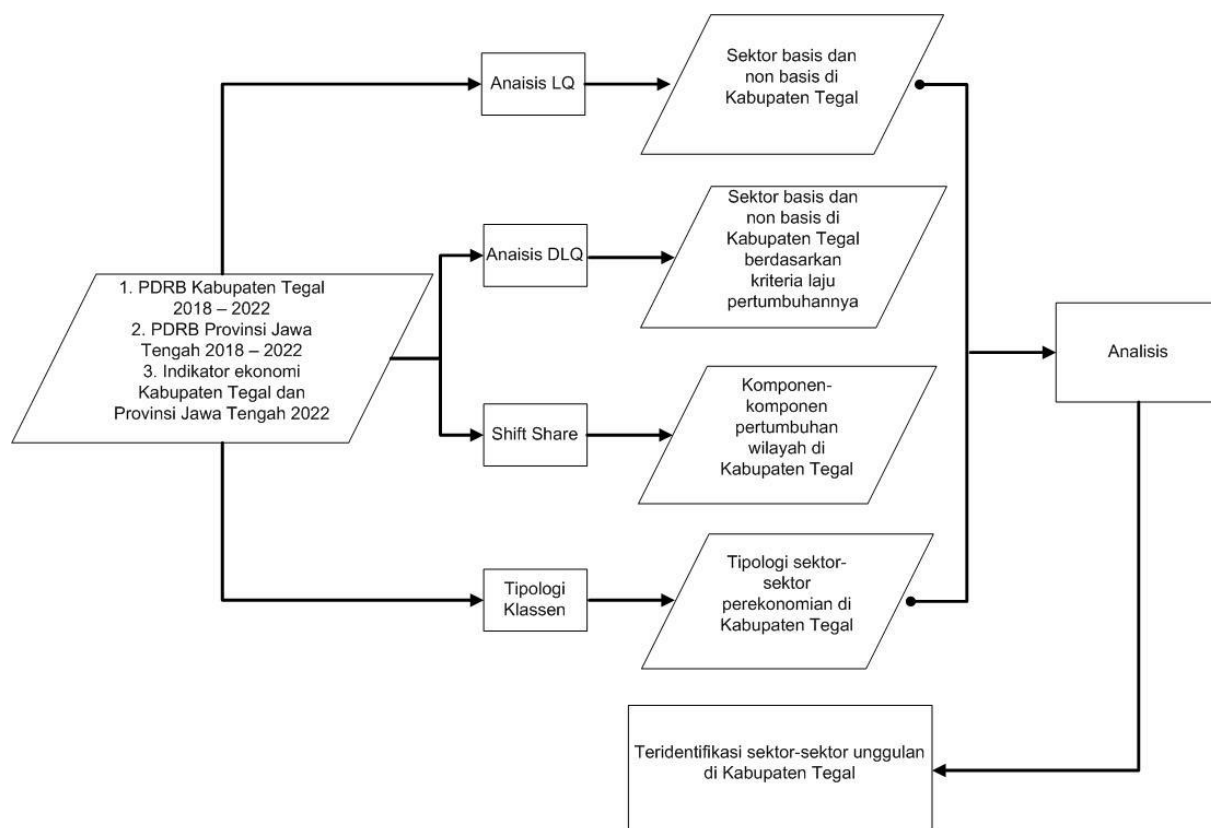 Anaisis LQ
Sektor basis dan
non basis di
Kabupaten Tegal
1. PDRB Kabupaten Tegal
2018 – 2022
2. PDRB Provinsi Jawa
Tengah 2018 – 2022
3. Indikator ekonomi
Kabupaten Tegal dan
Provinsi Jawa Tengah 2022
Anaisis DLQ
Sektor basis dan
non basis di
Kabupaten Tegal
berdasarkan
kriteria laju
pertumbuhannya
Shift Share
Komponen-
komponen
pertumbuhan
wilayah di
Kabupaten Tegal
Tipologi
Klassen
Tipologi sektor-
sektor
perekonomian di
Kabupaten Tegal
Analisis
Teridentifikasi sektor-sektor unggulan
di Kabupaten Tegal